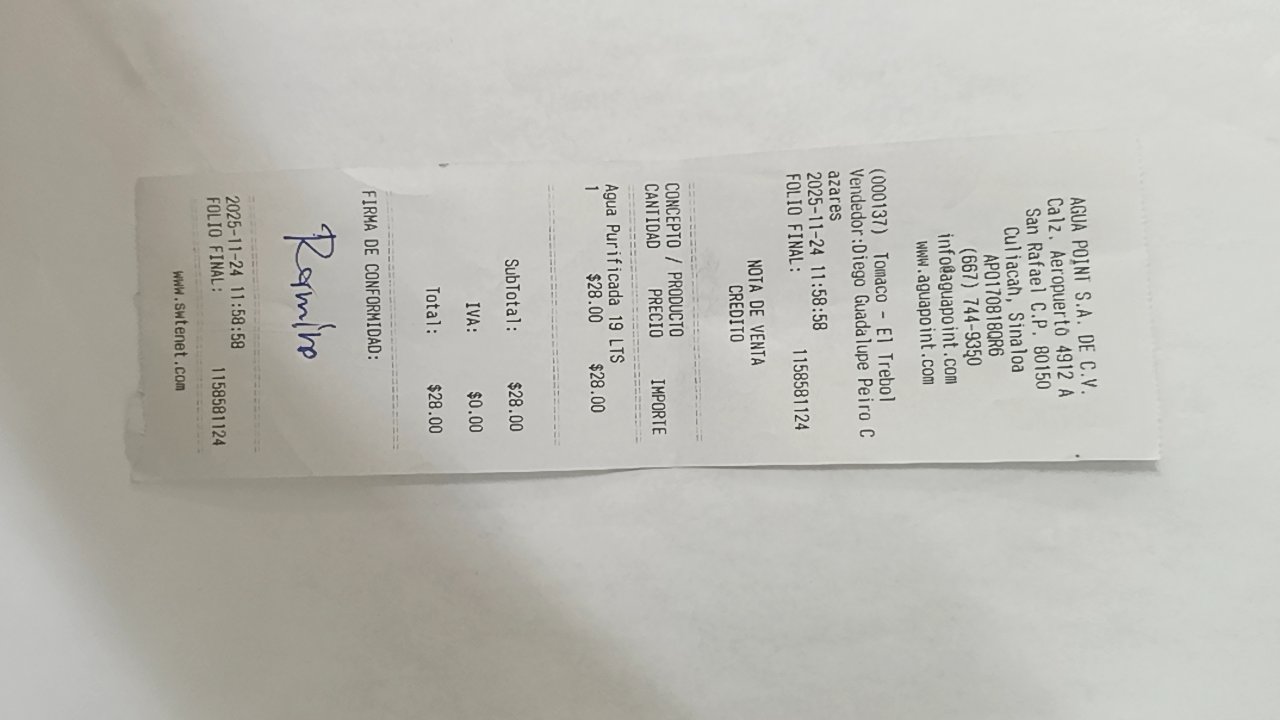 AGUA POINT S.A. DE C.V.
Calz. Aeropuerto 4912 A
San Rafael C.P. 80150
Culiacah, Sinaloa
APO170818QR6
(667) 744-9350
info@aguapoint.com
www.aguapoint.com
(000137) Tomaco - El Trebol
Vendedor:Diego Guadalupe Peiro C
azares
2025-11-24 11:58:58
FOLIO FINAL: 1158581124
NOTA DE VENTA
CREDITO
CONCEPTO / PRODUCTO
CANTIDAD PRECIO IMPORTE
Agua Purificada 19 LTS
1 $28.00 $28.00
SubTotal: $28.00
IVA: $0.00
Total: $28.00
FIRMA DE CONFORMIDAD:
Ramiho
2025-11-24 11:58:58
FOLIO FINAL: 1158581124
www.swtenet.com